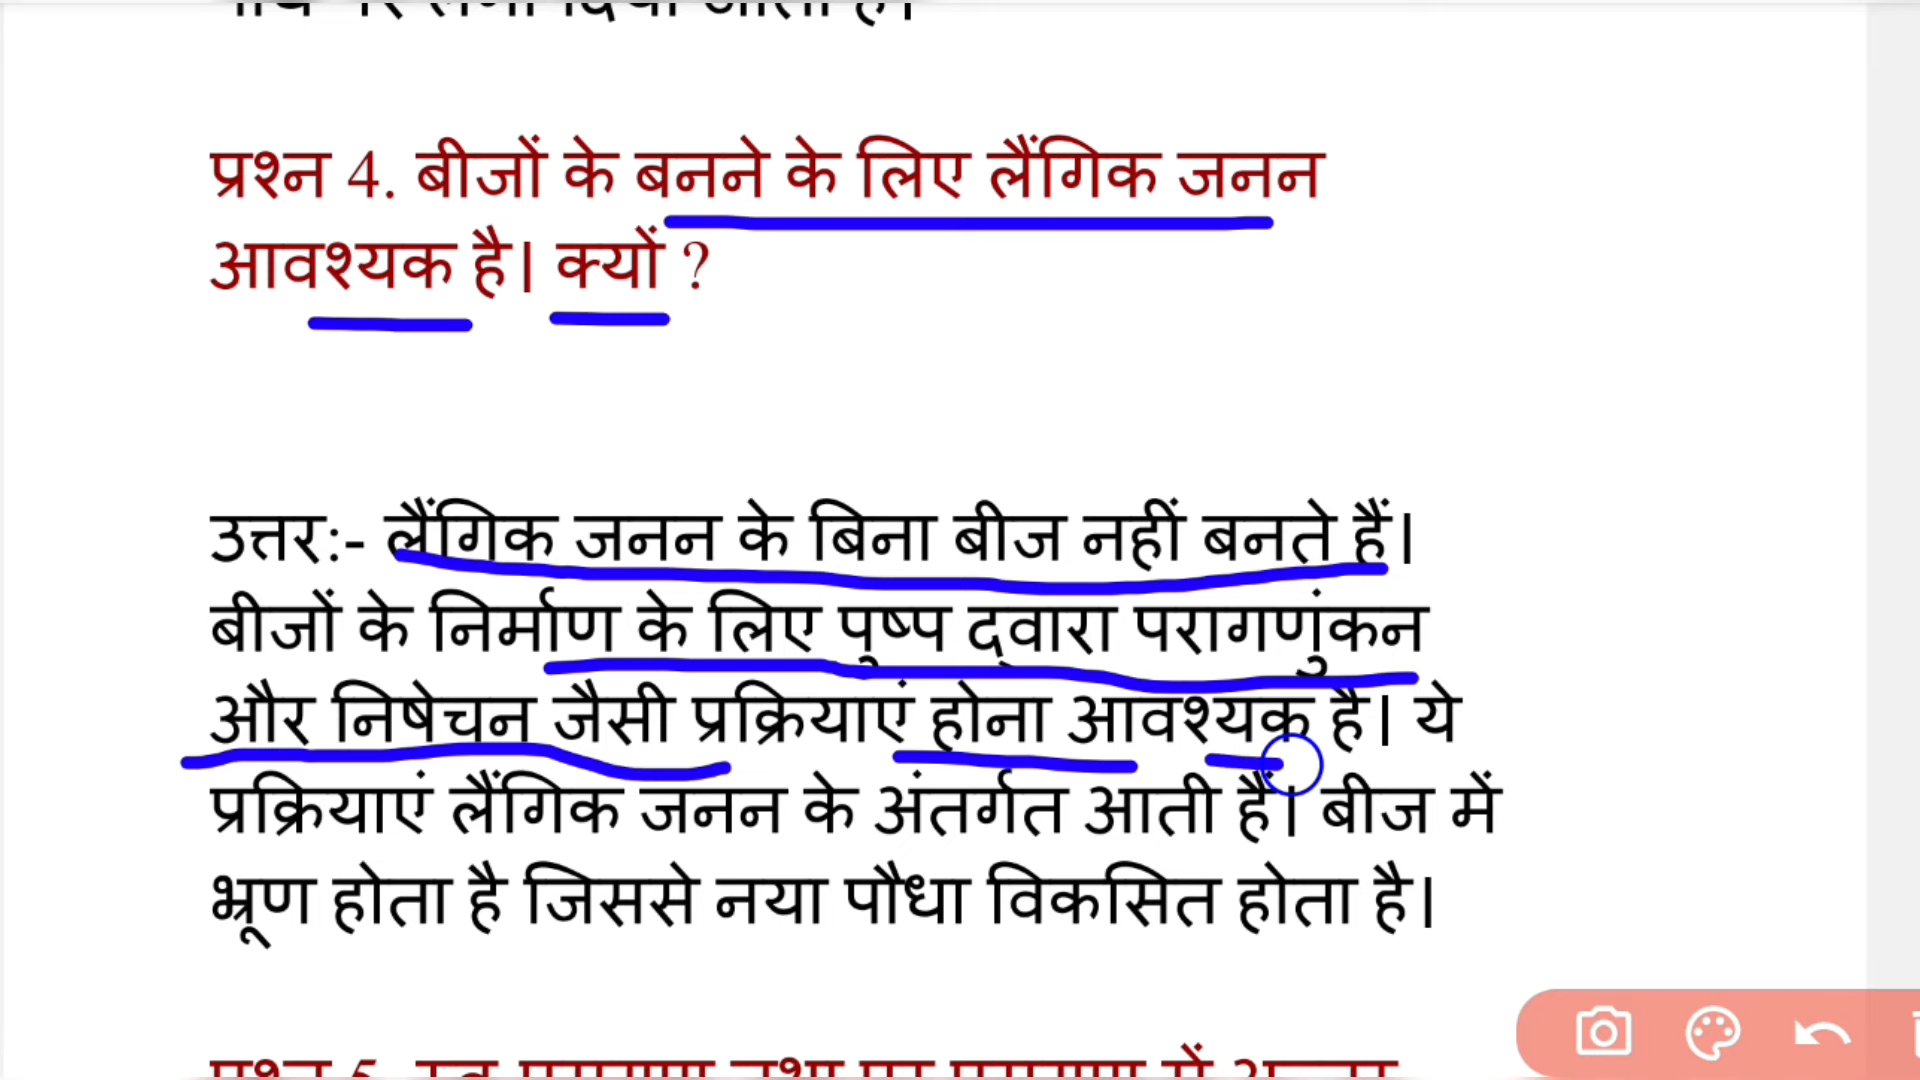 प्रश्न 4. बीजों के बनने के लिए लैंगिक जनन
आवश्यक है। क्यों ?
उत्तर:- लैंगिक जनन के बिना बीज नहीं बनते हैं।
बीजों के निर्माण के लिए पुष्प द्वारा परागणुंकन
और निषेचन जैसी प्रक्रियाएं होना आवश्यक है। ये
प्रक्रियाएं लैंगिक जनन के अंतर्गत आती हैं। बीज में
भ्रूण होता है जिससे नया पौधा विकसित होता है।